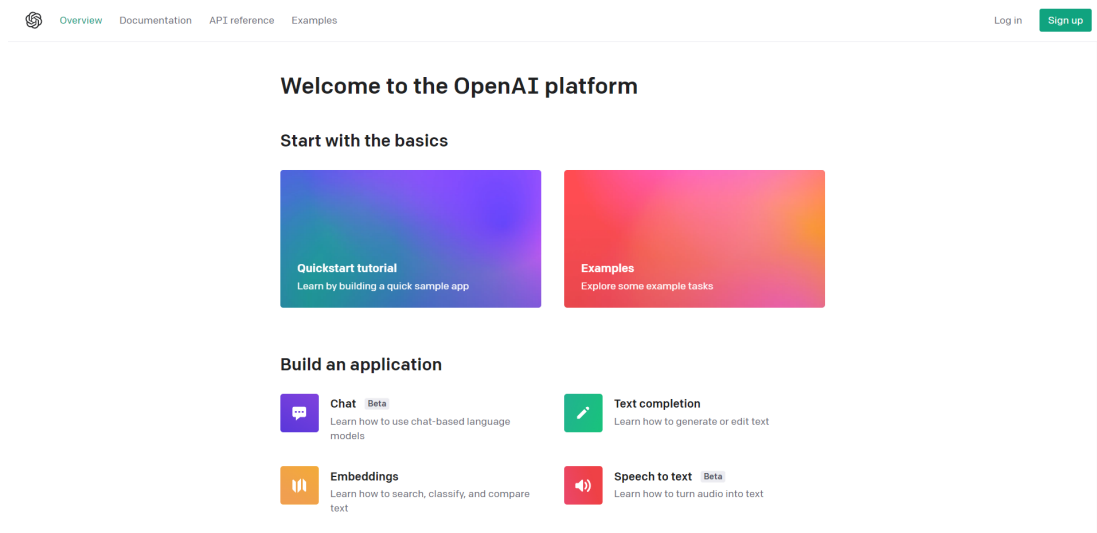 Overview Documentation API reference Examples Log in Sign up
Welcome to the OpenAI platform
Start with the basics
Quickstart tutorial
Learn by building a quick sample app
Examples
Explore some example tasks
Build an application
Chat Beta
Learn how to use chat-based language
models
Text completion
Learn how to generate or edit text
Embeddings
Learn how to search, classify, and compare
text
Speech to text Beta
Learn how to turn audio into text